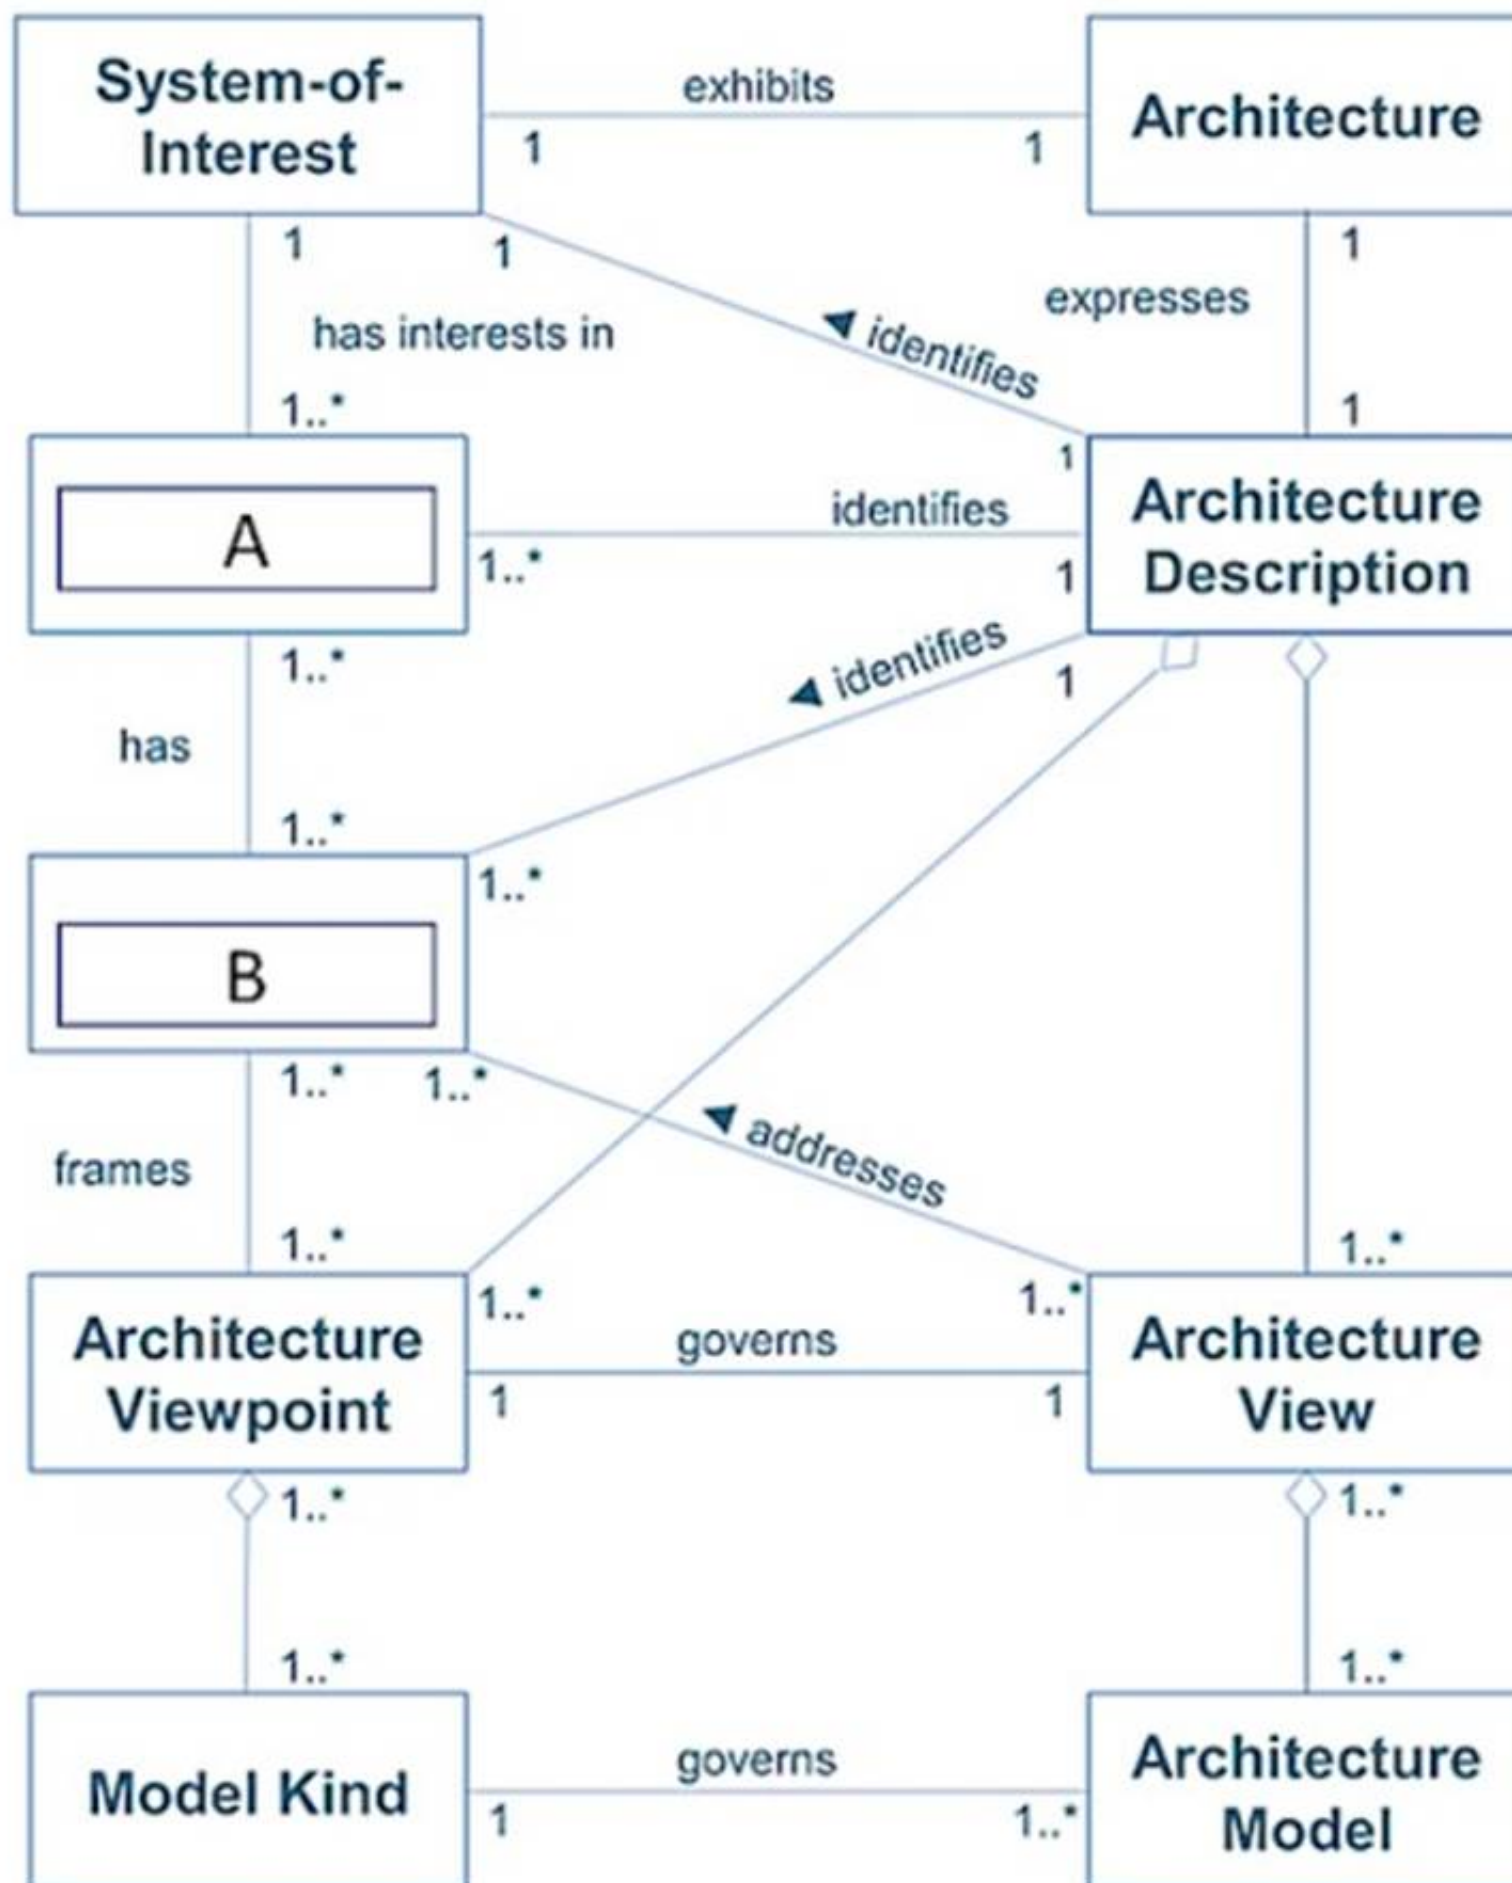 System-of-
Interest
exhibits
1
1
Architecture
1
1
has interests in
1..*
identifies
expresses
1
1
A
1..*
identifies
1
1
Architecture
Description
1..*
has
1..*
identifies
1
1..*
B
1..*
1..*
frames
1..*
addresses
1..*
1..*
Architecture
Viewpoint
1..*
governs
1
1
Architecture
View
1..*
1..*
1..*
1..*
Model Kind
governs
1
1..*
Architecture
Model